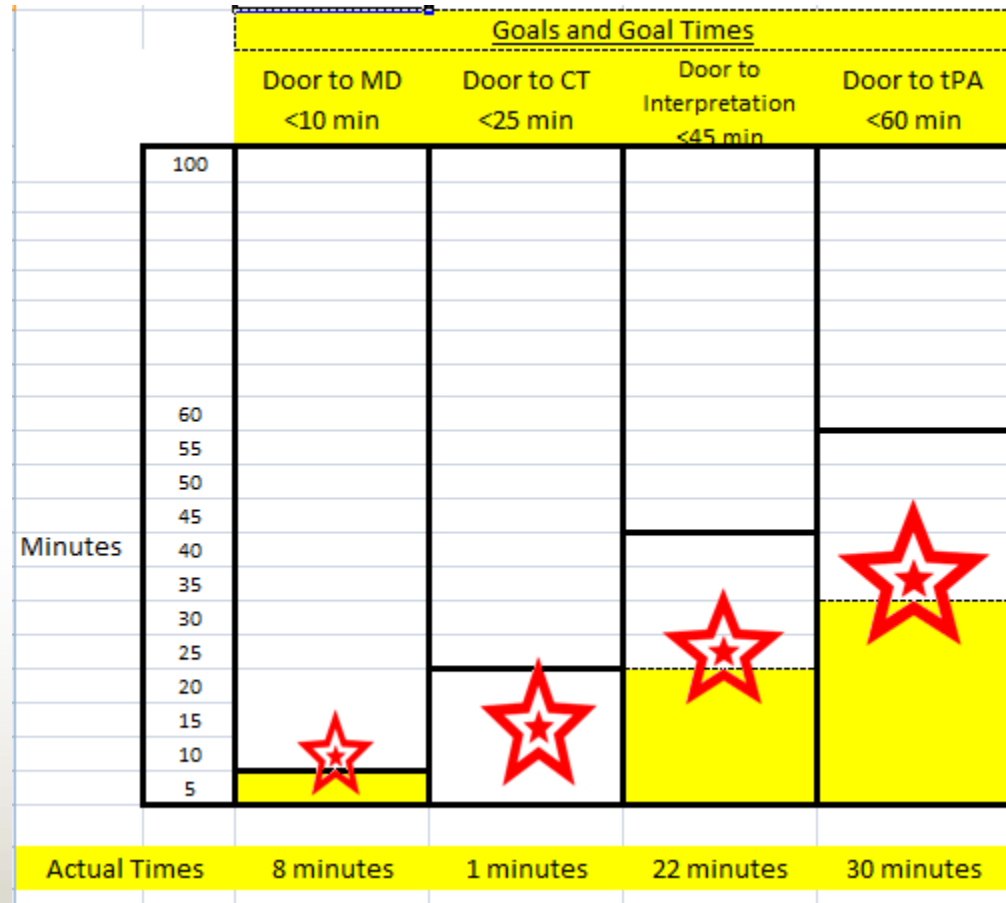 Goals and Goal Times
Door to MD
<10 min
Door to CT
<25 min
Door to
Interpretation
<45 min
Door to tPA
<60 min
100
60
55
50
45
Minutes
40
35
30
25
20
15
10
5
Actual Times 8 minutes 1 minutes 22 minutes 30 minutes